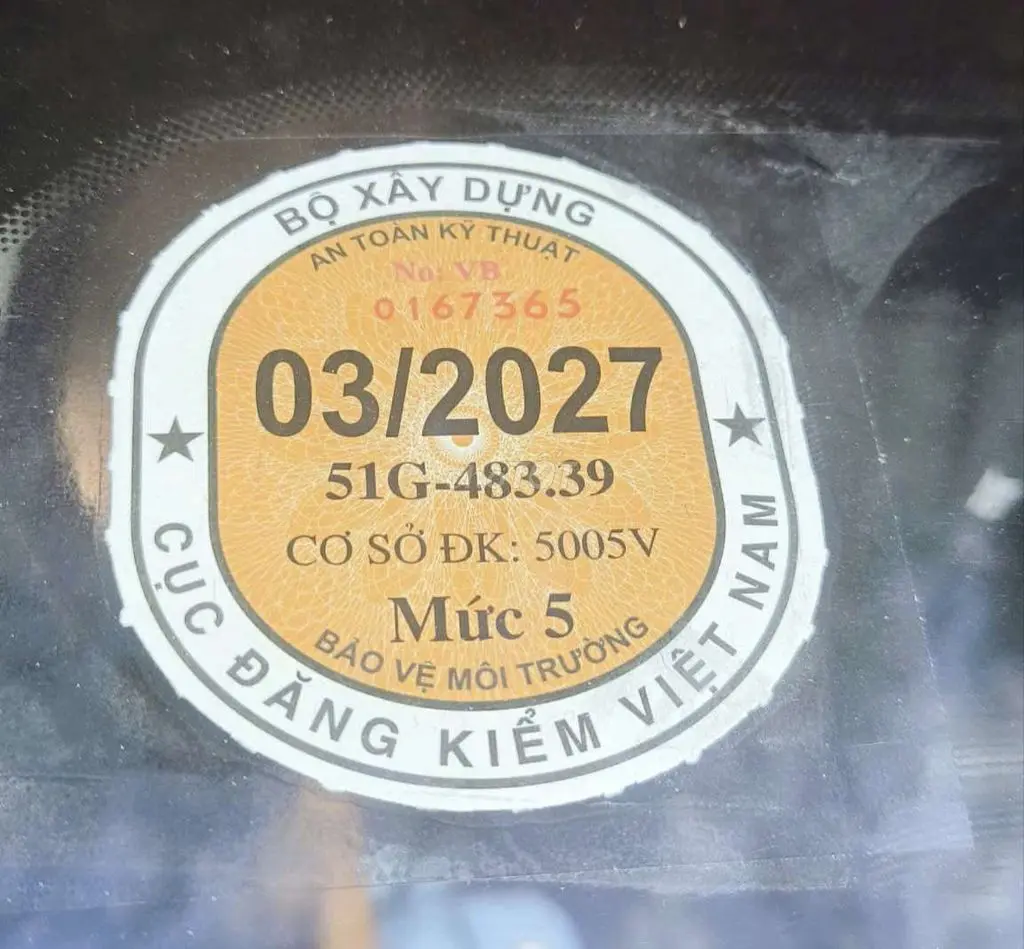 BỘ XÂY DỰNG
AN TOÀN KỸ THUẬT
No: VB
0167365
03/2027
51G-483.39
CƠ SỞ ĐK: 5005V
Mức 5
BẢO VỆ MÔI TRƯỜNG
CỤC ĐĂNG KIỂM VIỆT NAM